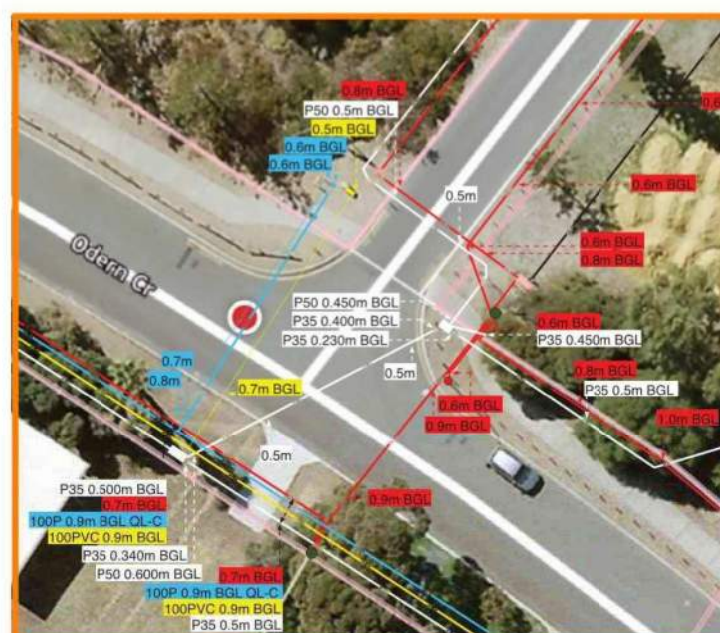 0.8m BGL
P50 0.5m BGL
0.5m BGL
0.6m BGL
0.6m BGL
0.6m BGL
0.5m
0.6m BGL
0.8m BGL
Odern Cr
P50 0.450m BGL
P35 0.400m BGL
P35 0.230m BGL
0.6m BGL
P35 0.450m BGL
0.7m
0.8m
0.5m
0.7m BGL
0.8m BGL
P35 0.5m BGL
0.6m BGL
0.9m BGL
1.0m BGL
0.5m
P35 0.500m BGL
0.7m BGL
100P 0.9m BGL QL-C
100PVC 0.9m BGL
P35 0.340m BGL
P50 0.600m BGL
0.9m BGL
0.7m BGL
100P 0.9m BGL QL-C
100PVC 0.9m BGL
P35 0.5m BGL